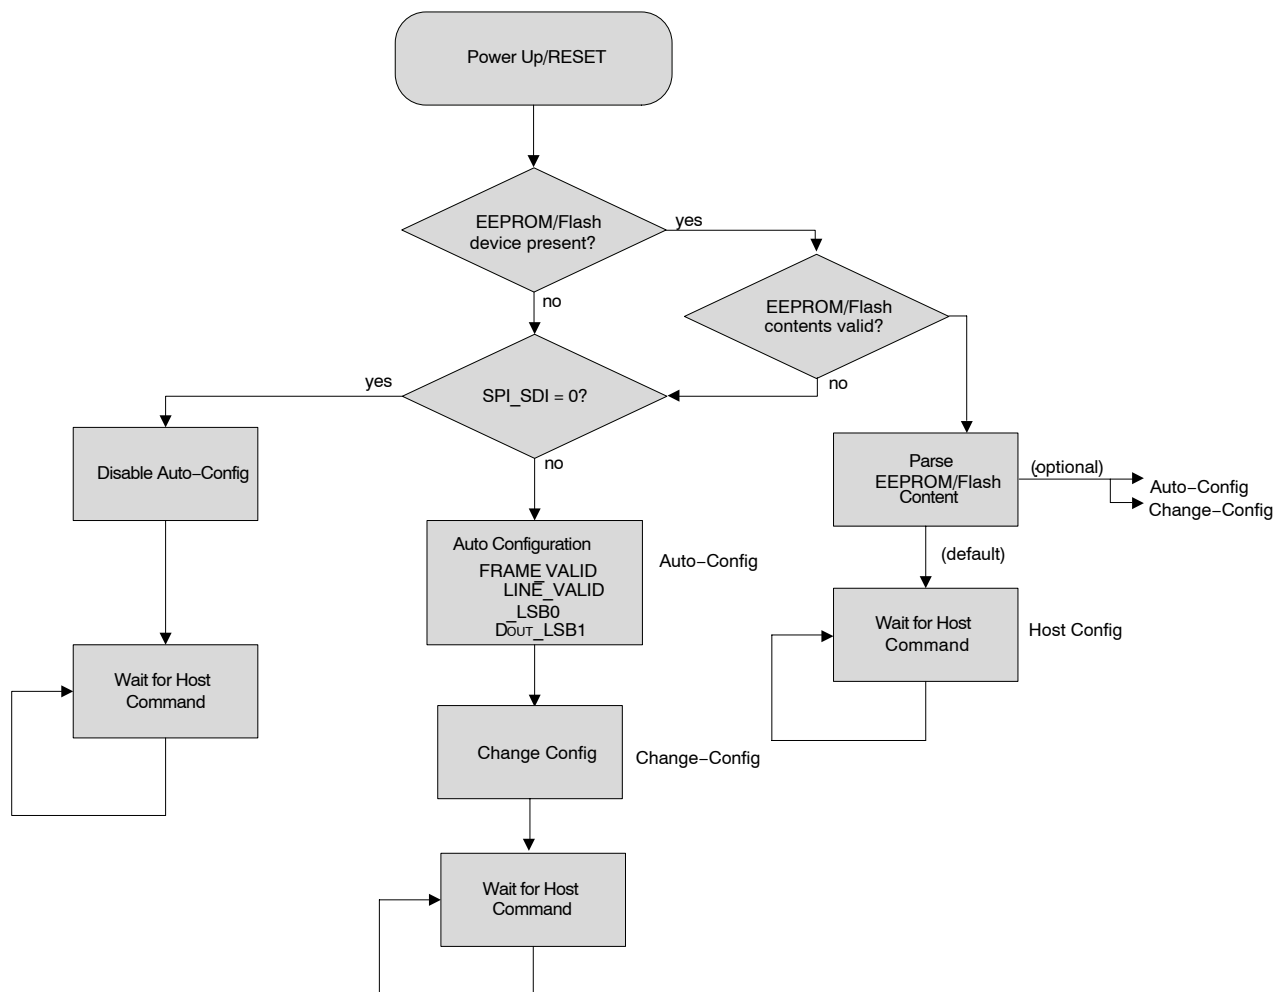 Power Up/RESET
EEPROM/Flash
device present?
yes
no
EEPROM/Flash
contents valid?
no
yes
SPI_SDI = 0?
no
Disable Auto−Config
Parse
EEPROM/Flash
Content
(optional)
Auto−Config
Change−Config
(default)
Auto Configuration
FRAME_VALID
LINE_VALID
_LSB0
DOUT_LSB1
Auto−Config
Wait for Host
Command
Host Config
Wait for Host
Command
Change Config
Change−Config
Wait for Host
Command